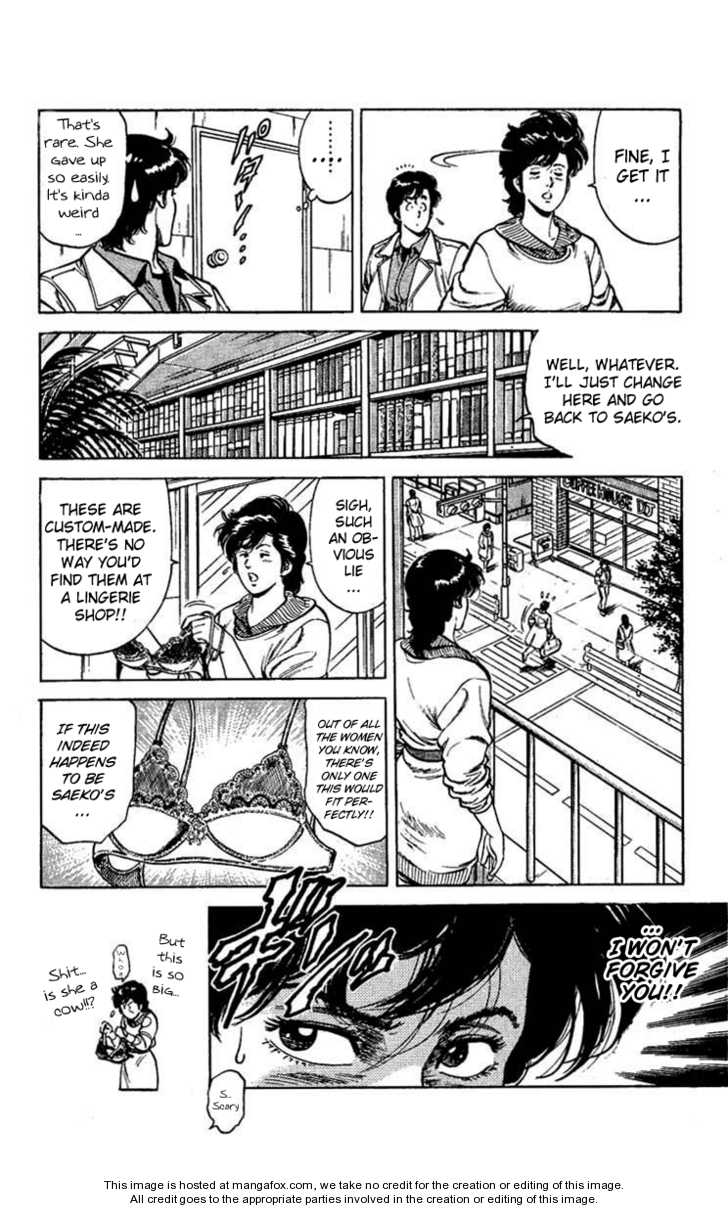 FINE, I
GET IT
...
......
That's
rare. She
Gave up
so easily.
It's kinda
weird
...
パタン...
WELL, WHATEVER.
I'LL JUST CHANGE
HERE AND GO
BACK TO SAEKO'S.
COFFEE HOUSE
SIGH,
SUCH
AN OB-
VIOUS
LIE
...
THESE ARE
CUSTOM-MADE.
THERE'S NO
WAY YOU'D
FIND THEM AT
A LINGERIE
SHOP!!
OUT OF ALL
THE WOMEN
YOU KNOW,
THERE'S
ONLY ONE
THIS WOULD
FIT PER-
FECTLY!!
IF THIS
INDEED
HAPPENS
TO BE
SAEKO'S
...
...
I WON'T
FORGIVE
YOU!!
S..
Scary
But
this
is so
BiG...
Shit...
is she a
cow!!?
This image is hosted at mangafox.com, we take no credit for the creation or editing of this image.
All credit goes to the appropriate parties involved in the creation or editing of this image.